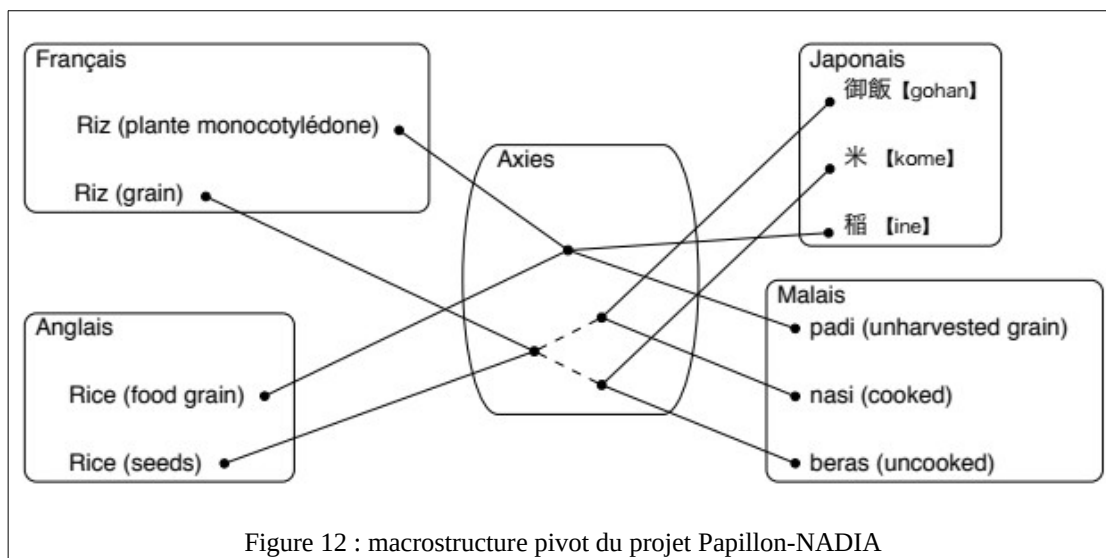 Français
Riz (plante monocotylédone)
Riz (grain)
Anglais
Rice (food grain)
Rice (seeds)
Axies
Japonais
御飯【gohan】
米 【kome】
稲 【ine】
Malais
padi (unharvested grain)
nasi (cooked)
beras (uncooked)
Figure 12 : macrostructure pivot du projet Papillon-NADIA